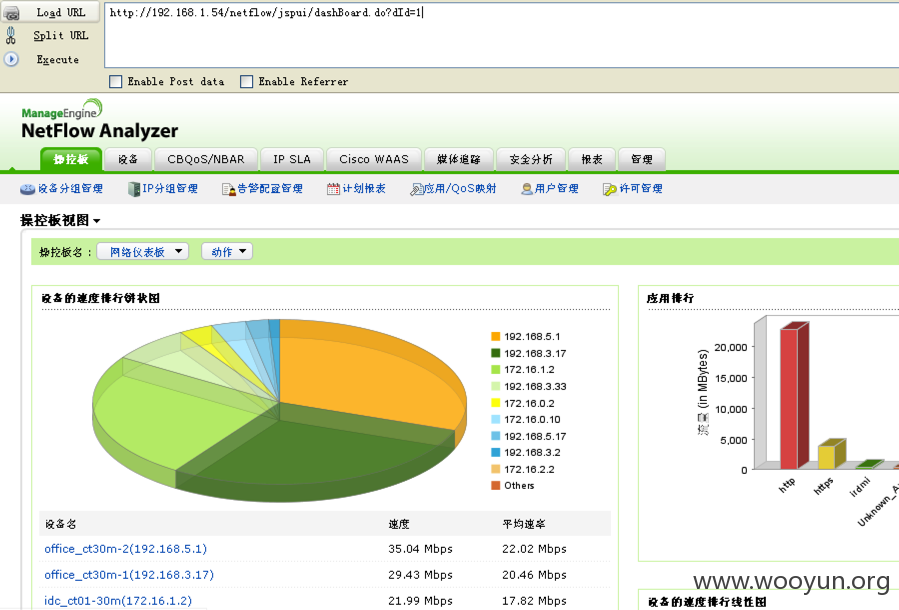 Load URL
http://192.168.1.54/netflow/jspui/dashBoard.do?dId=1
Split URL
Execute
Enable Post data Enable Referrer
ManageEngine
NetFlow Analyzer
操控板 设备 CBQoS/NBAR IP SLA Cisco WAAS 媒体追踪 安全分析 报表 管理
设备分组管理 IP分组管理 告警配置管理 计划报表 应用/QoS映射 用户管理 许可管理
操控板视图
操控板名 : 网络仪表板 动作
设备的速度排行饼状图
192.168.5.1
192.168.3.17
172.16.1.2
192.168.3.33
172.16.0.2
172.16.0.10
192.168.5.17
192.168.3.2
172.16.2.2
Others
设备名 速度 平均速率
office_ct30m-2(192.168.5.1) 35.04 Mbps 22.02 Mbps
office_ct30m-1(192.168.3.17) 29.43 Mbps 20.46 Mbps
idc_ct01-30m(172.16.1.2) 21.99 Mbps 17.82 Mbps
应用排行
流量 (in MBytes)
20,000
15,000
10,000
5,000
0
http
https
irdmi
设备的速度排行线性图
www.wooyun.org